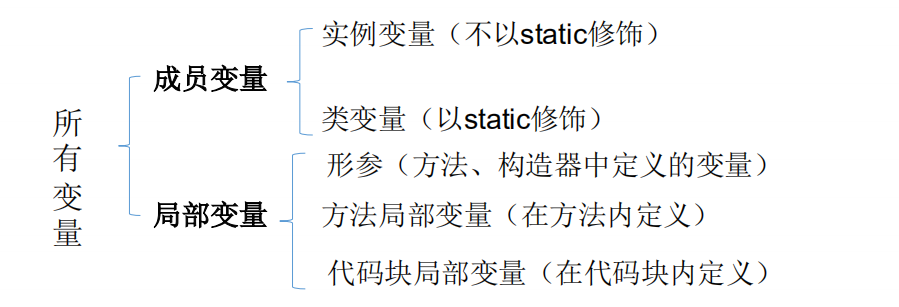 所有变量
成员变量
实例变量（不以static修饰）
类变量（以static修饰）
局部变量
形参（方法、构造器中定义的变量）
方法局部变量（在方法内定义）
代码块局部变量（在代码块内定义）